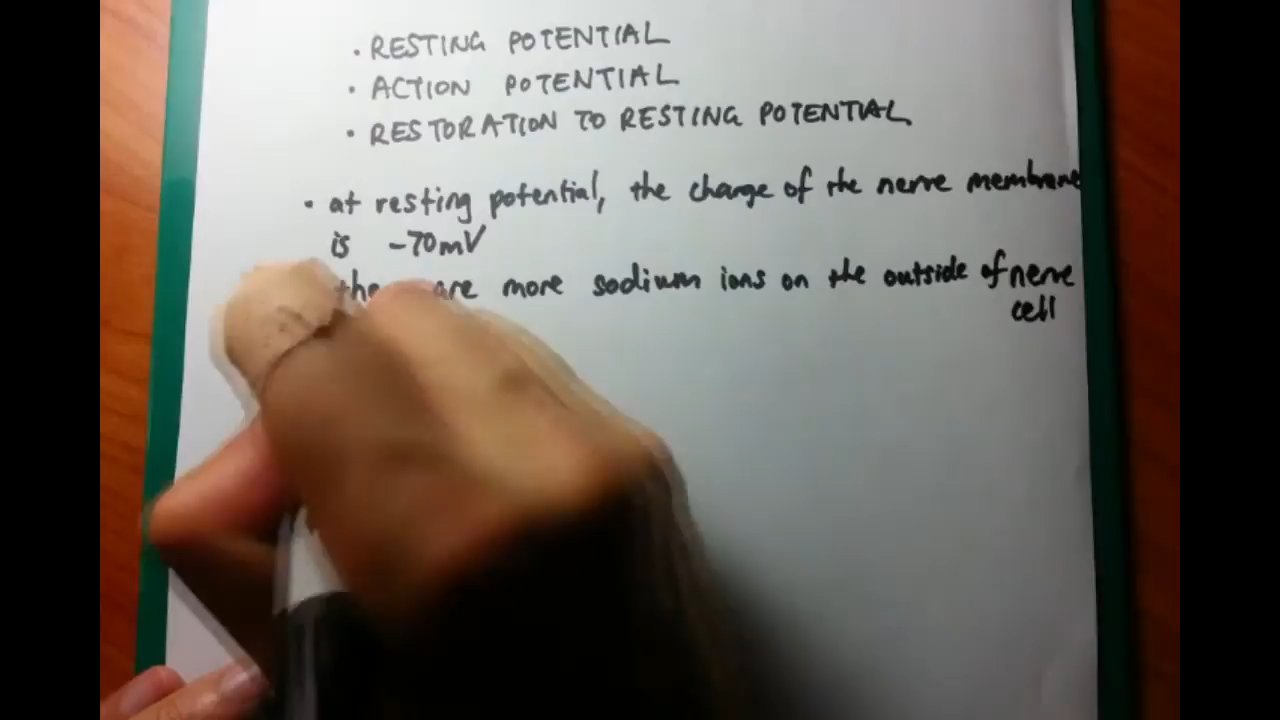 • RESTING POTENTIAL
• ACTION POTENTIAL
• RESTORATION TO RESTING POTENTIAL
• at resting potential, the charge of the nerve membrane
is -70mV
are more sodium ions on the outside of nerve
cell